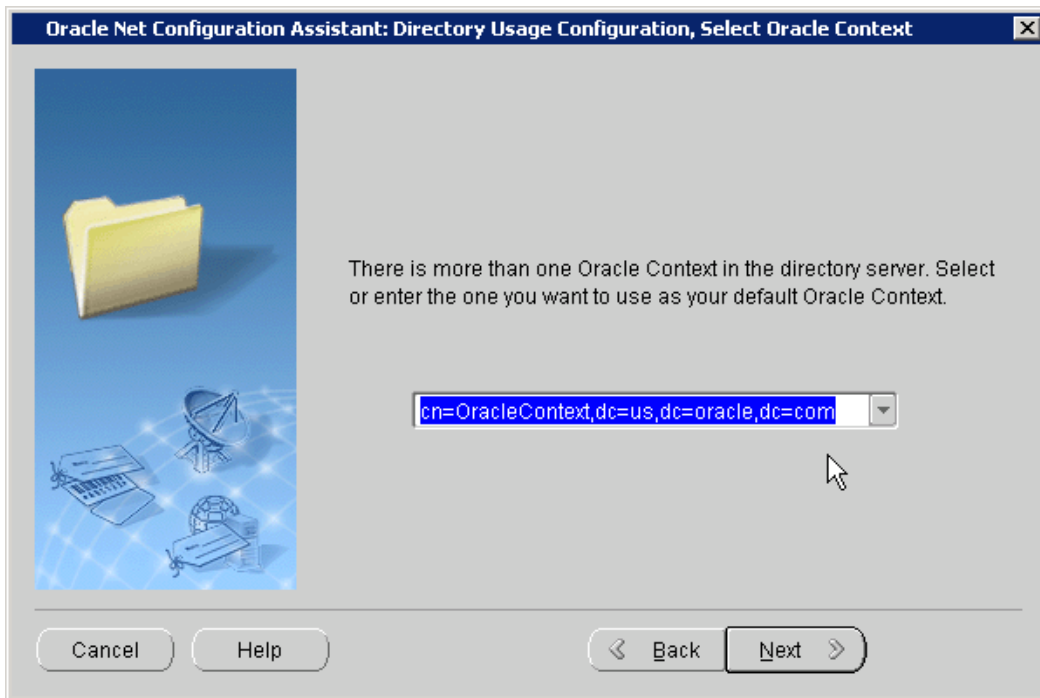 Oracle Net Configuration Assistant: Directory Usage Configuration, Select Oracle Context
There is more than one Oracle Context in the directory server. Select
or enter the one you want to use as your default Oracle Context.
cn=OracleContext,dc=us,dc=oracle,dc=com
Cancel
Help
Back
Next